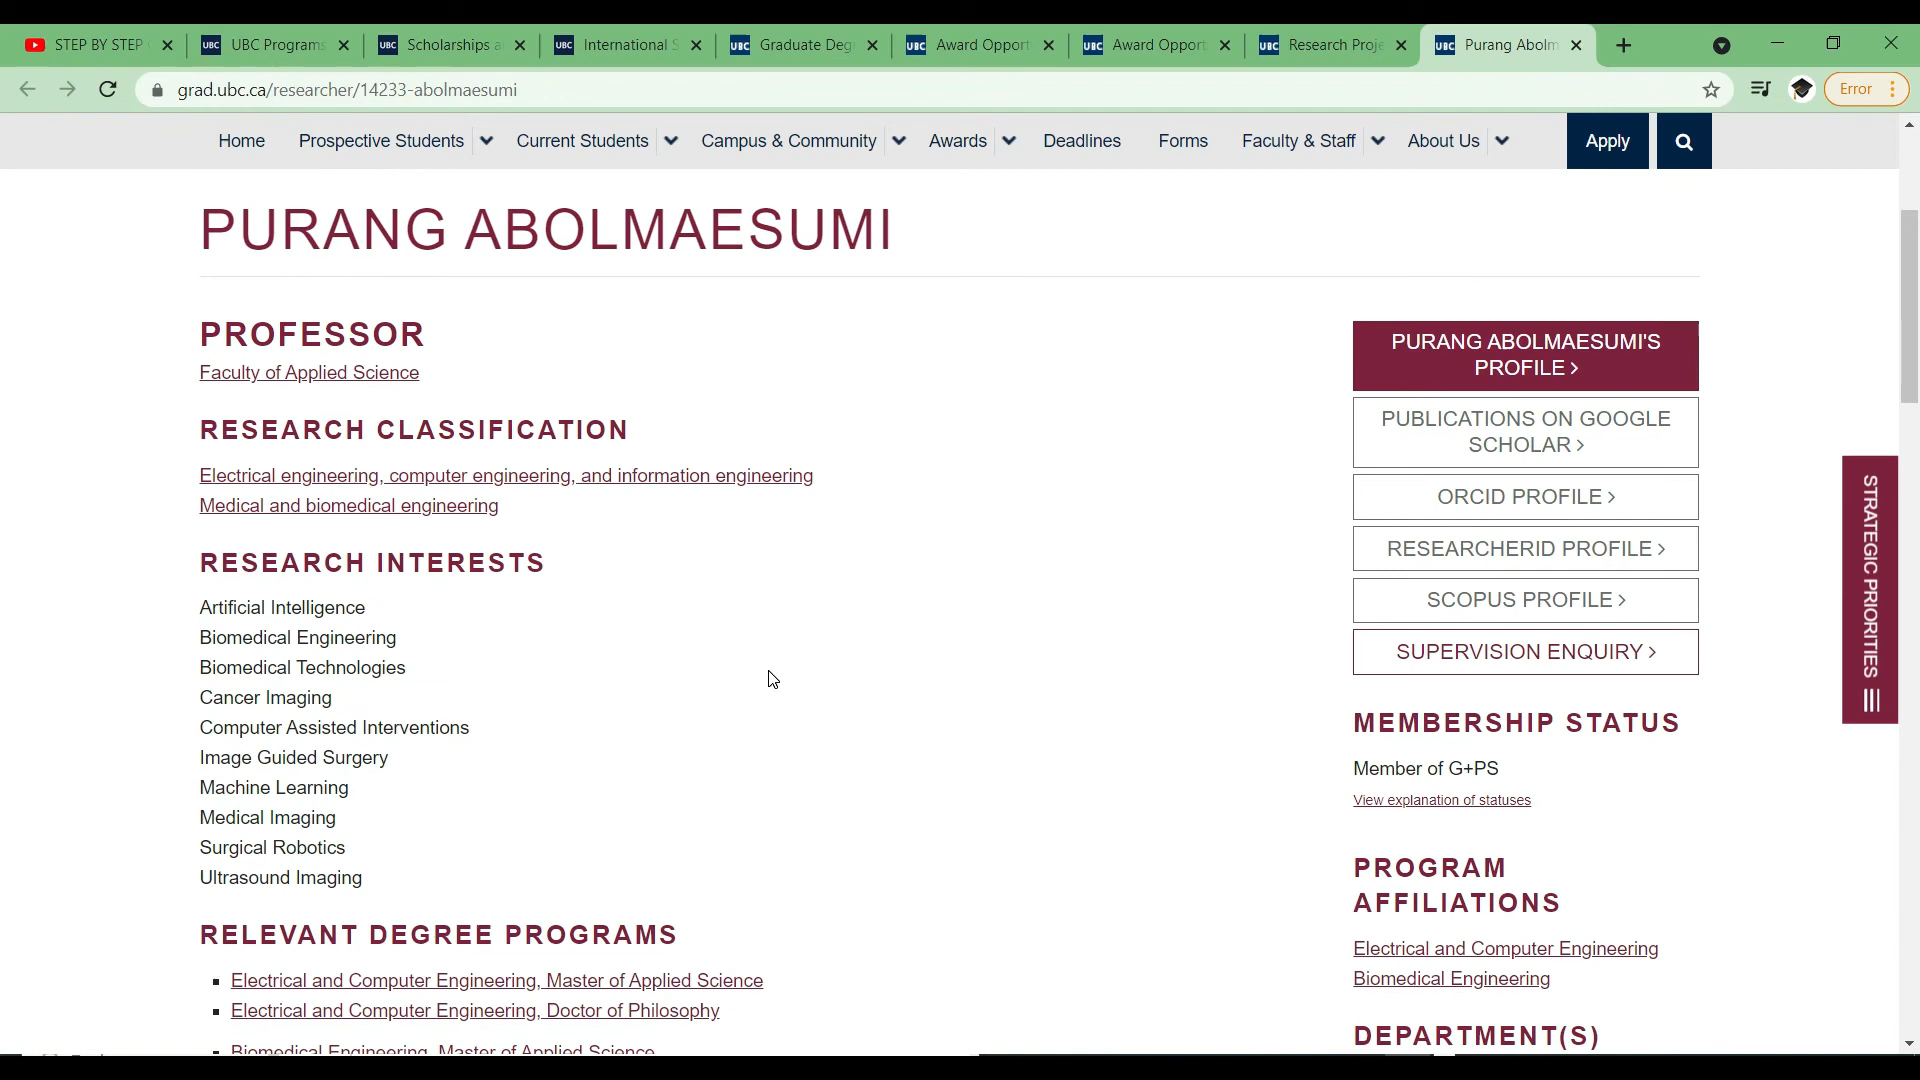 STEP BY STEP
UBC Programs
Scholarships a
International S
Graduate Deg
Award Opport
Award Opport
Research Proje
Purang Abolm
grad.ubc.ca/researcher/14233-abolmaesumi
Error
Home
Prospective Students
Current Students
Campus & Community
Awards
Deadlines
Forms
Faculty & Staff
About Us
Apply
PURANG ABOLMAESUMI
PROFESSOR
Faculty of Applied Science
RESEARCH CLASSIFICATION
Electrical engineering, computer engineering, and information engineering
Medical and biomedical engineering
RESEARCH INTERESTS
Artificial Intelligence
Biomedical Engineering
Biomedical Technologies
Cancer Imaging
Computer Assisted Interventions
Image Guided Surgery
Machine Learning
Medical Imaging
Surgical Robotics
Ultrasound Imaging
RELEVANT DEGREE PROGRAMS
Electrical and Computer Engineering, Master of Applied Science
Electrical and Computer Engineering, Doctor of Philosophy
Biomedical Engineering, Master of Applied Science
PURANG ABOLMAESUMI'S
PROFILE >
PUBLICATIONS ON GOOGLE
SCHOLAR >
ORCID PROFILE >
RESEARCHERID PROFILE >
SCOPUS PROFILE >
SUPERVISION ENQUIRY >
MEMBERSHIP STATUS
Member of G+PS
View explanation of statuses
PROGRAM
AFFILIATIONS
Electrical and Computer Engineering
Biomedical Engineering
DEPARTMENT(S)
STRATEGIC PRIORITIES